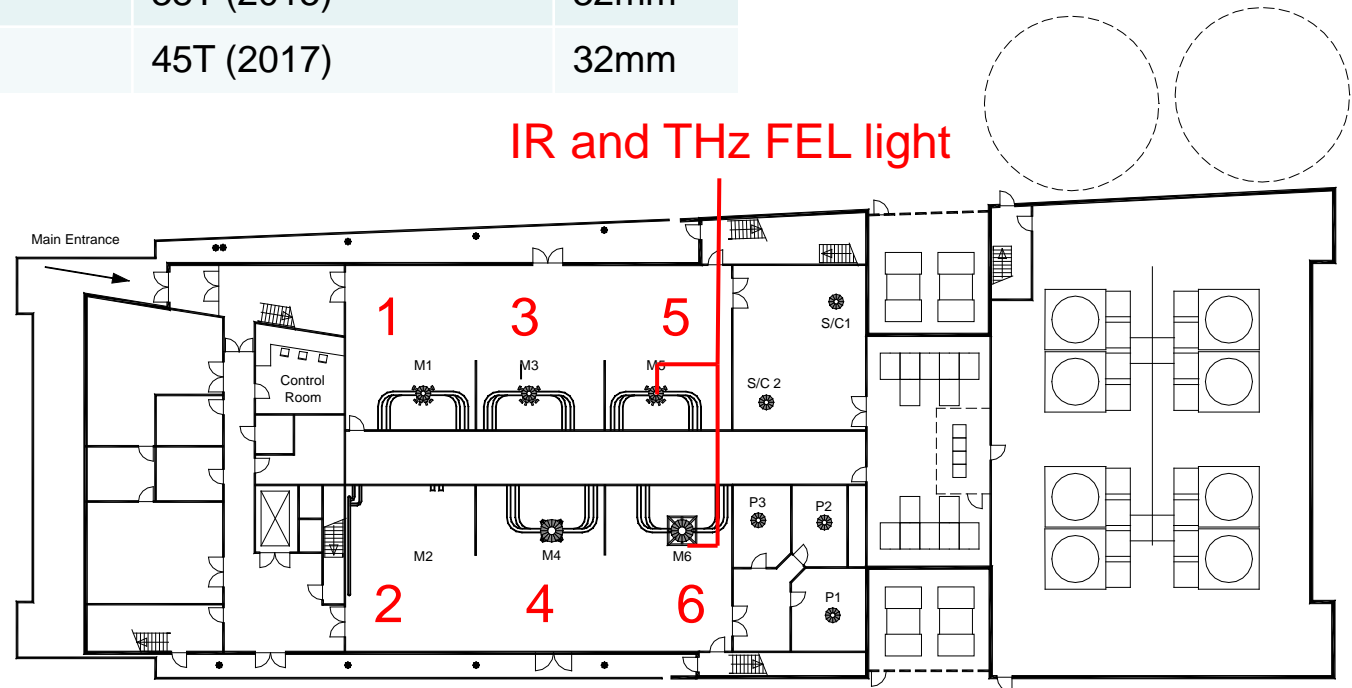 45T (2017) 32mm
IR and THz FEL light
Main Entrance
1 3 5
S/C1
M1 M3 M5
S/C 2
Control
Room
P3 P2
M2 M4 M6
2 4 6
P1